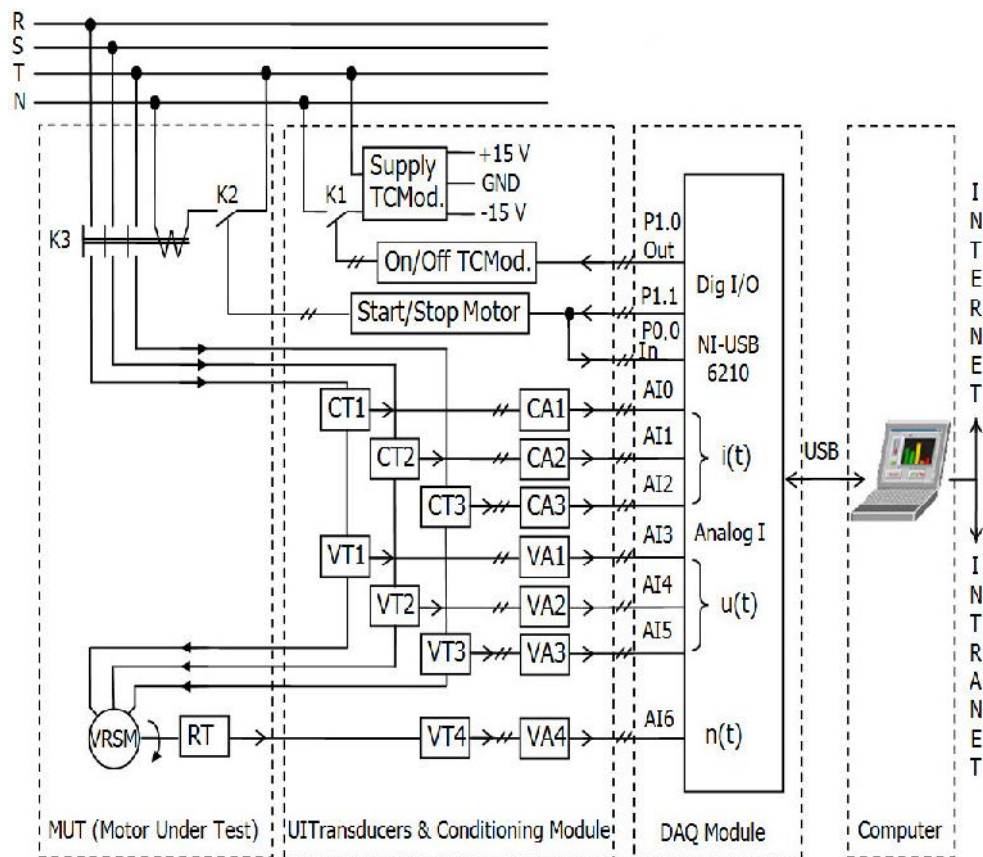 R
S
T
N
K3
K2
K1
Supply
TCMod.
+15 V
GND
-15 V
On/Off TCMod.
Start/Stop Motor
P1.0
Out
P1.1
P0.0
In
Dig I/O
NI-USB
6210
CT1
CA1
AI0
CT2
CA2
AI1
CT3
CA3
AI2
i(t)
Analog I
VT1
VA1
AI3
VT2
VA2
AI4
VT3
VA3
AI5
u(t)
VRSM
RT
VT4
VA4
AI6
n(t)
USB
INTERNET
INTRANET
MUT (Motor Under Test)
UITransducers & Conditioning Module
DAQ Module
Computer